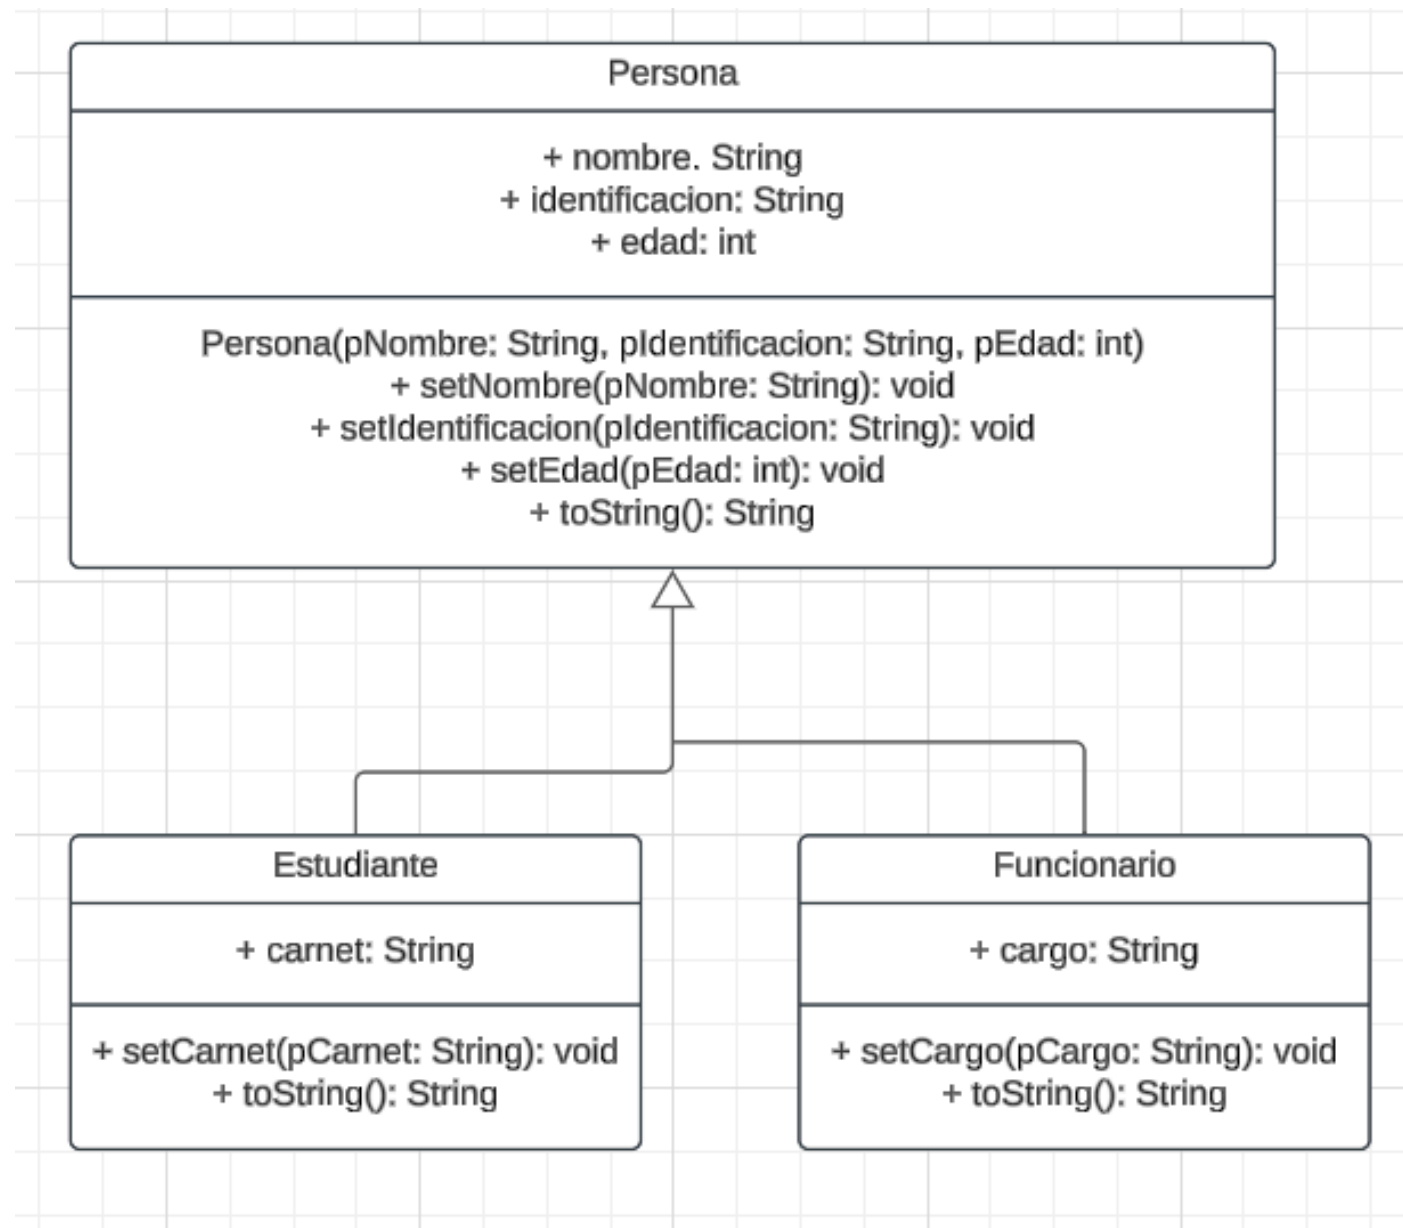 Persona
+ nombre. String
+ identificacion: String
+ edad: int
Persona(pNombre: String, pIdentificacion: String, pEdad: int)
+ setNombre(pNombre: String): void
+ setIdentificacion(pIdentificacion: String): void
+ setEdad(pEdad: int): void
+ toString(): String
Estudiante
+ carnet: String
+ setCarnet(pCarnet: String): void
+ toString(): String
Funcionario
+ cargo: String
+ setCargo(pCargo: String): void
+ toString(): String